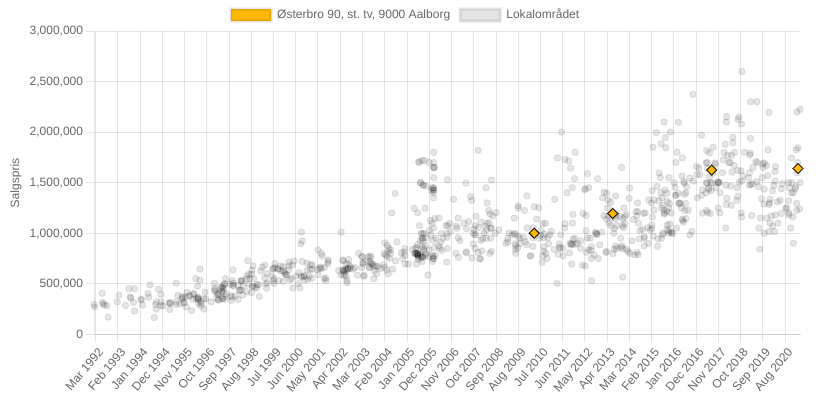 Østerbro 90, st. tv, 9000 Aalborg
Lokalområdet
3,000,000
2,500,000
2,000,000
1,500,000
1,000,000
500,000
0
Salgspris
Mar 1992
Feb 1993
Jan 1994
Dec 1994
Nov 1995
Oct 1996
Sep 1997
Aug 1998
Jul 1999
Jun 2000
May 2001
Apr 2002
Mar 2003
Feb 2004
Jan 2005
Dec 2005
Nov 2006
Oct 2007
Sep 2008
Aug 2009
Jul 2010
Jun 2011
May 2012
Apr 2013
Mar 2014
Feb 2015
Jan 2016
Dec 2016
Nov 2017
Oct 2018
Sep 2019
Aug 2020